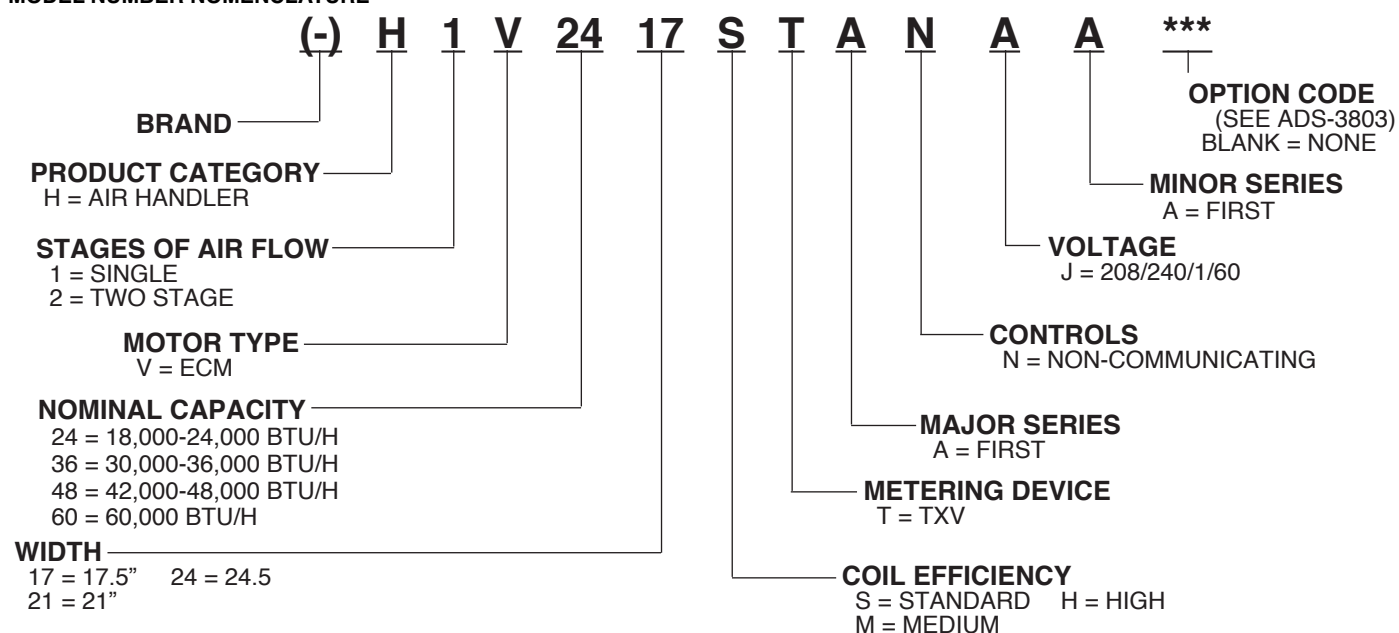 MODEL NUMBER NOMENCLATURE
(-) H 1 V 24 17 S T A N A A ***
BRAND
PRODUCT CATEGORY
H = AIR HANDLER
STAGES OF AIR FLOW
1 = SINGLE
2 = TWO STAGE
MOTOR TYPE
V = ECM
NOMINAL CAPACITY
24 = 18,000-24,000 BTU/H
36 = 30,000-36,000 BTU/H
48 = 42,000-48,000 BTU/H
60 = 60,000 BTU/H
WIDTH
17 = 17.5” 24 = 24.5
21 = 21”
OPTION CODE
(SEE ADS-3803)
BLANK = NONE
MINOR SERIES
A = FIRST
VOLTAGE
J = 208/240/1/60
CONTROLS
N = NON-COMMUNICATING
MAJOR SERIES
A = FIRST
METERING DEVICE
T = TXV
COIL EFFICIENCY
S = STANDARD H = HIGH
M = MEDIUM